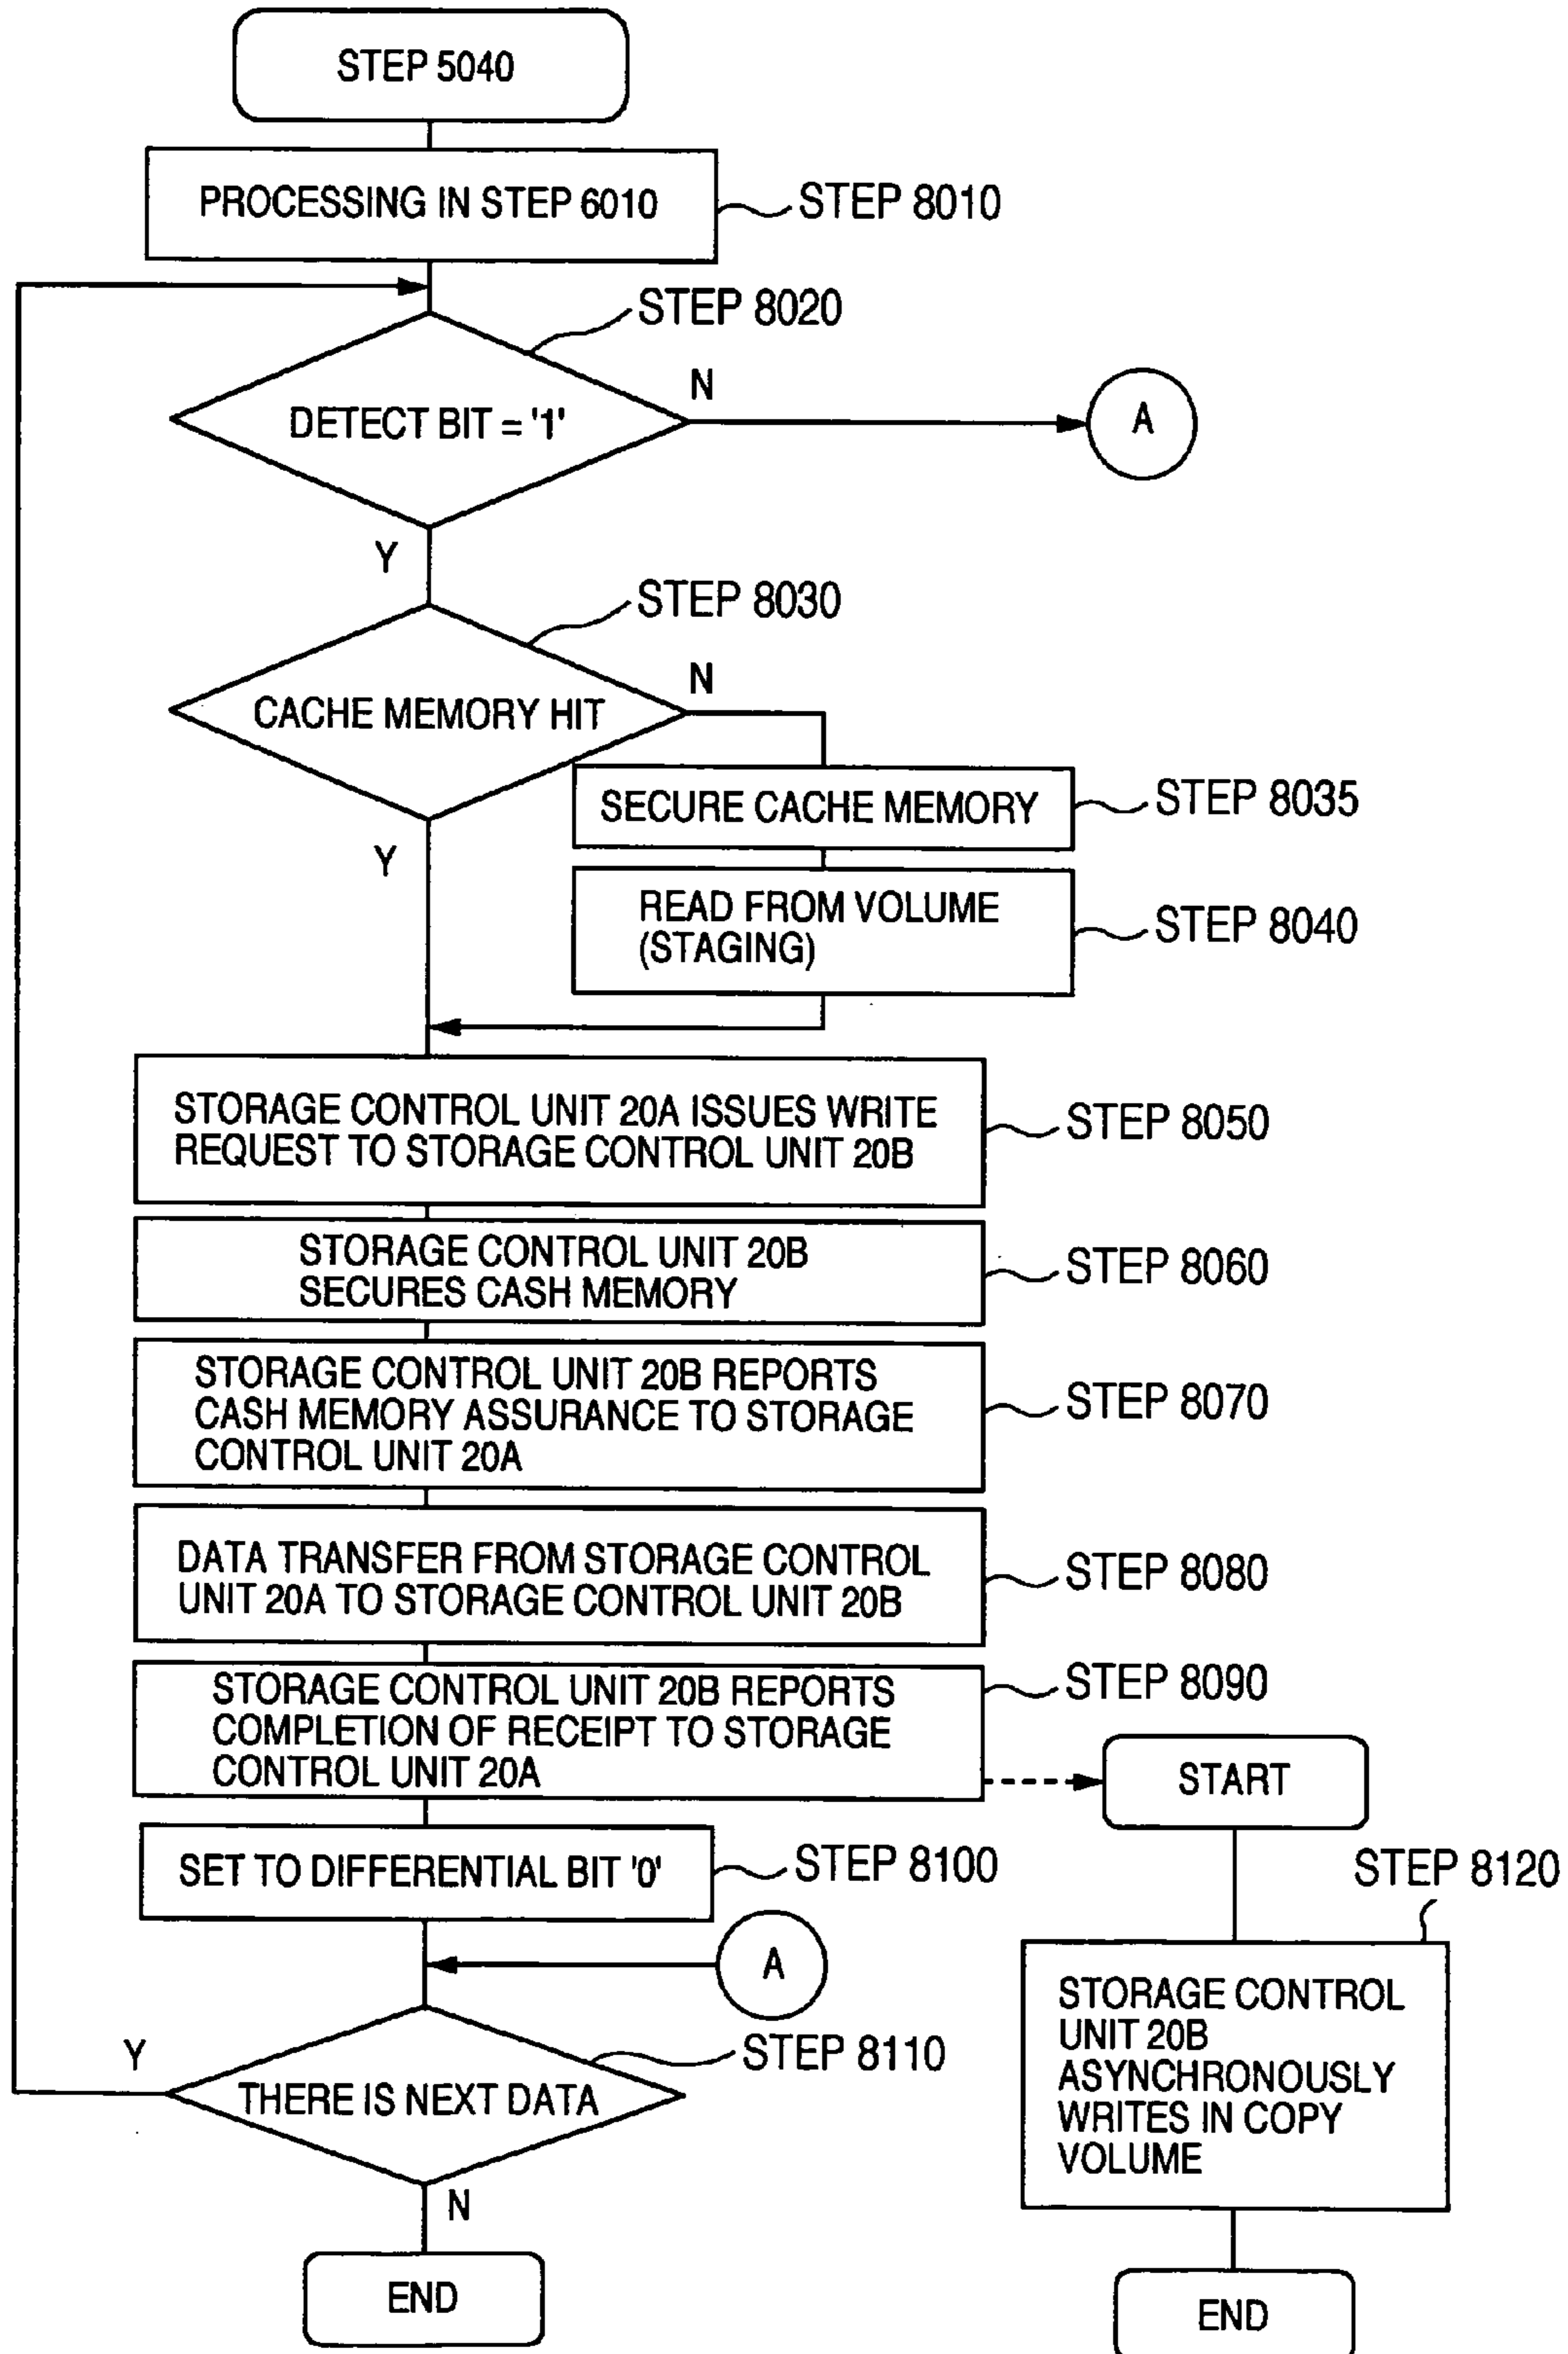 STEP 5040
PROCESSING IN STEP 6010
STEP 8010
STEP 8020
DETECT BIT = '1'
N
A
Y
STEP 8030
CACHE MEMORY HIT
N
SECURE CACHE MEMORY
STEP 8035
Y
READ FROM VOLUME
(STAGING)
STEP 8040
STORAGE CONTROL UNIT 20A ISSUES WRITE
REQUEST TO STORAGE CONTROL UNIT 20B
STEP 8050
STORAGE CONTROL UNIT 20B
SECURES CASH MEMORY
STEP 8060
STORAGE CONTROL UNIT 20B REPORTS
CASH MEMORY ASSURANCE TO STORAGE
CONTROL UNIT 20A
STEP 8070
DATA TRANSFER FROM STORAGE CONTROL
UNIT 20A TO STORAGE CONTROL UNIT 20B
STEP 8080
STORAGE CONTROL UNIT 20B REPORTS
COMPLETION OF RECEIPT TO STORAGE
CONTROL UNIT 20A
STEP 8090
START
SET TO DIFFERENTIAL BIT '0'
STEP 8100
STEP 8120
A
STEP 8110
Y
THERE IS NEXT DATA
N
END
STORAGE CONTROL
UNIT 20B
ASYNCHRONOUSLY
WRITES IN COPY
VOLUME
END